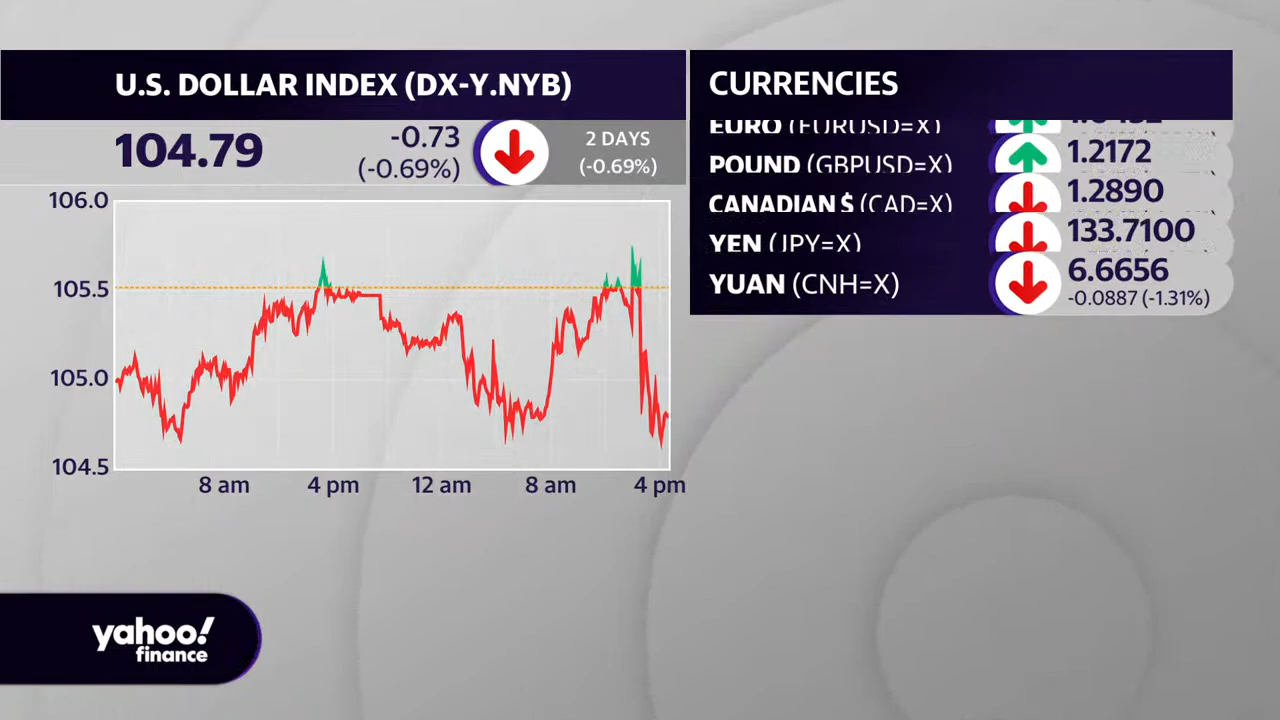 U.S. DOLLAR INDEX (DX-Y.NYB)
104.79
-0.73
(-0.69%)
2 DAYS
(-0.69%)
106.0
105.5
105.0
104.5
8 am 4 pm 12 am 8 am 4 pm
CURRENCIES
EURO (EURUSD=X)
POUND (GBPUSD=X) 1.2172
CANADIAN $ (CAD=X) 1.2890
YEN (JPY=X) 133.7100
YUAN (CNH=X) 6.6656
-0.0887 (-1.31%)
yahoo!
finance